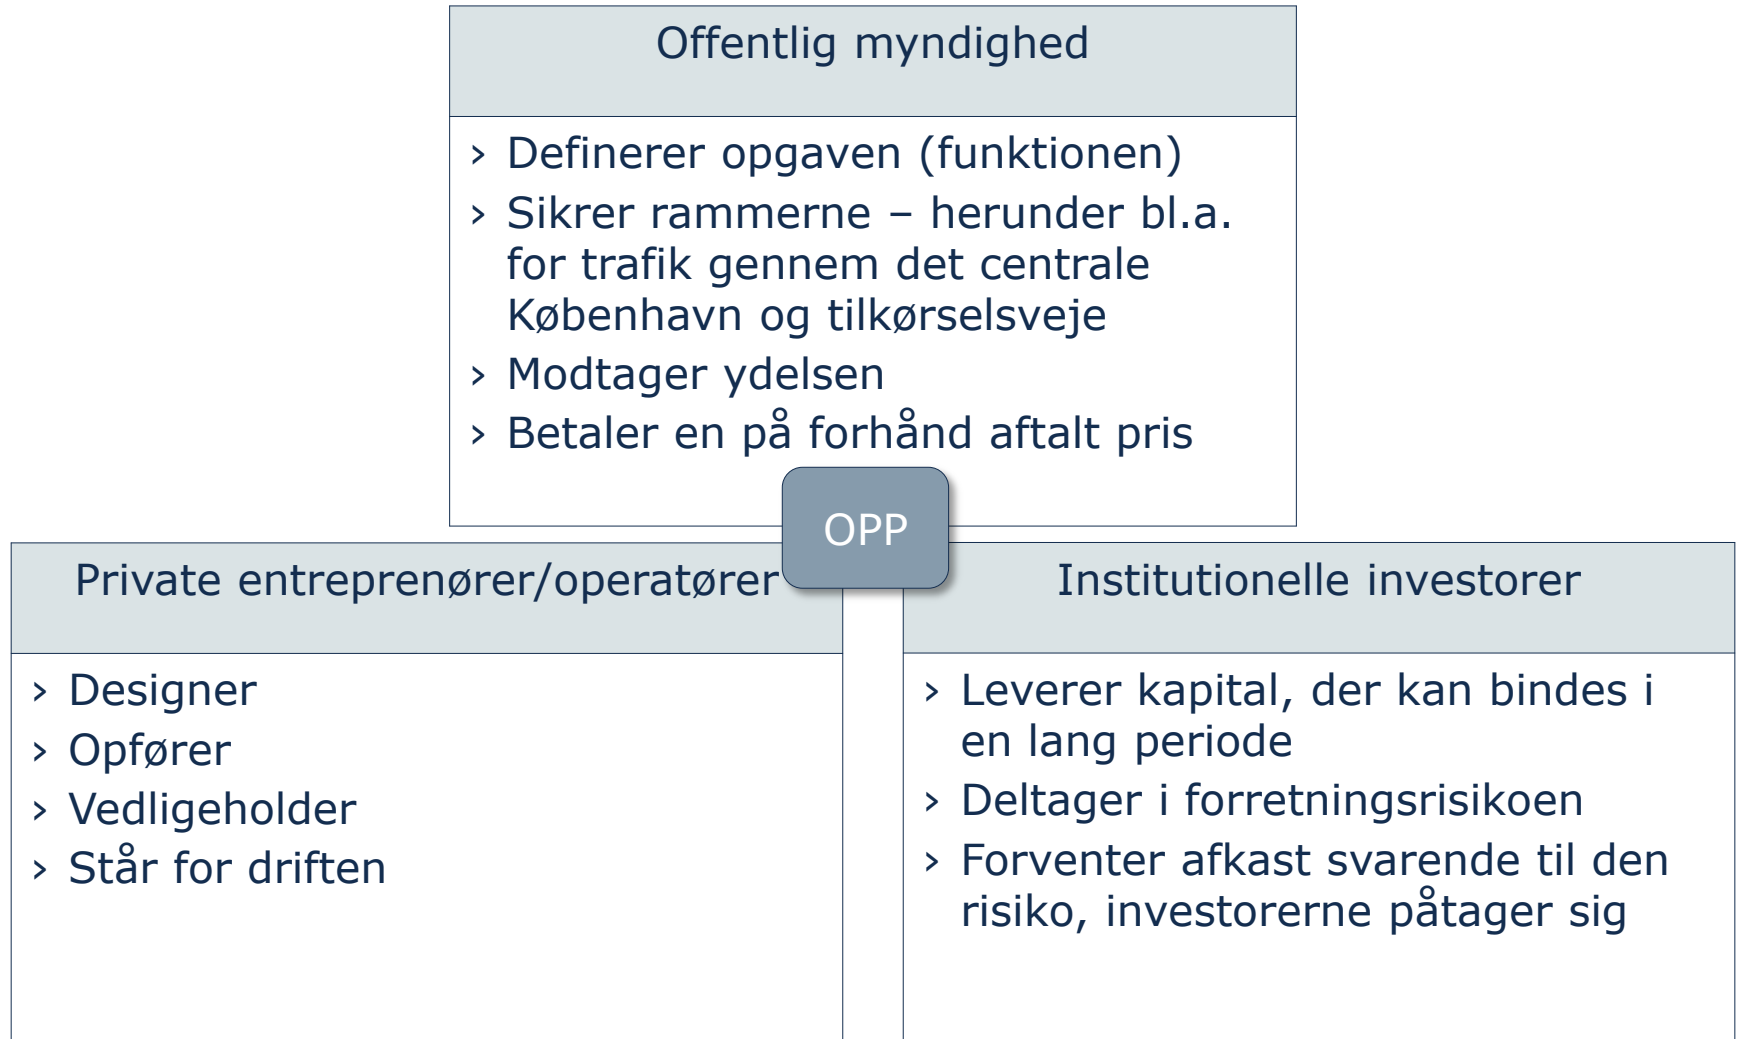 Offentlig myndighed
› Definerer opgaven (funktionen)
› Sikrer rammerne – herunder bl.a.
for trafik gennem det centrale
København og tilkørselsveje
› Modtager ydelsen
› Betaler en på forhånd aftalt pris
OPP
Private entreprenører/operatører
› Designer
› Opfører
› Vedligeholder
› Står for driften
Institutionelle investorer
› Leverer kapital, der kan bindes i
en lang periode
› Deltager i forretningsrisikoen
› Forventer afkast svarende til den
risiko, investorerne påtager sig